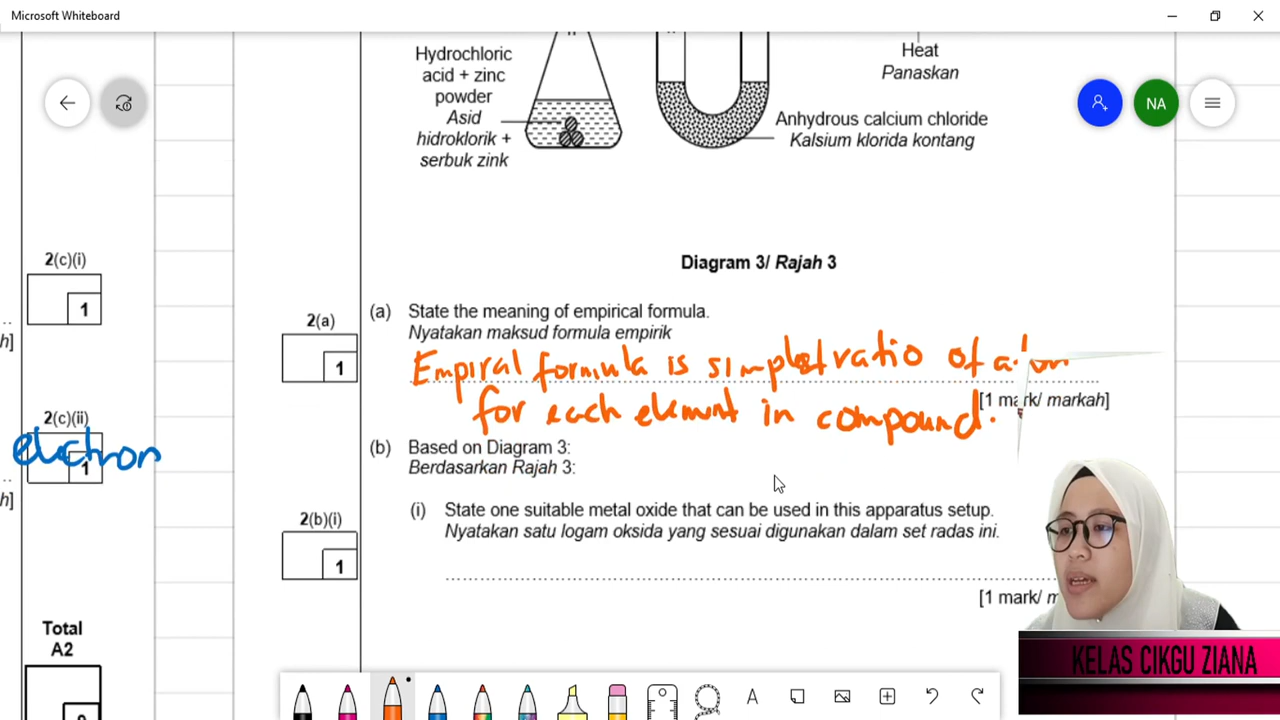 Microsoft Whiteboard
Hydrochloric
acid + zinc
powder
Asid
hidroklorik +
serbuk zink
Heat
Panaskan
Anhydrous calcium chloride
Kalsium klorida kontang
NA
Diagram 3/ Rajah 3
2(c)(i)
1
..
h]
2(a)
1
(a) State the meaning of empirical formula.
Nyatakan maksud formula empirik
Empiral formula is simplest ratio of
for each element in compound.
[1 mark/ markah]
2(c)(ii)
1
electron
..
h]
(b) Based on Diagram 3:
Berdasarkan Rajah 3:
2(b)(i)
1
(i) State one suitable metal oxide that can be used in this apparatus setup.
Nyatakan satu logam oksida yang sesuai digunakan dalam set radas ini.
[1 mark/ m
Total
A2
KELAS CIKGU ZIANA
A